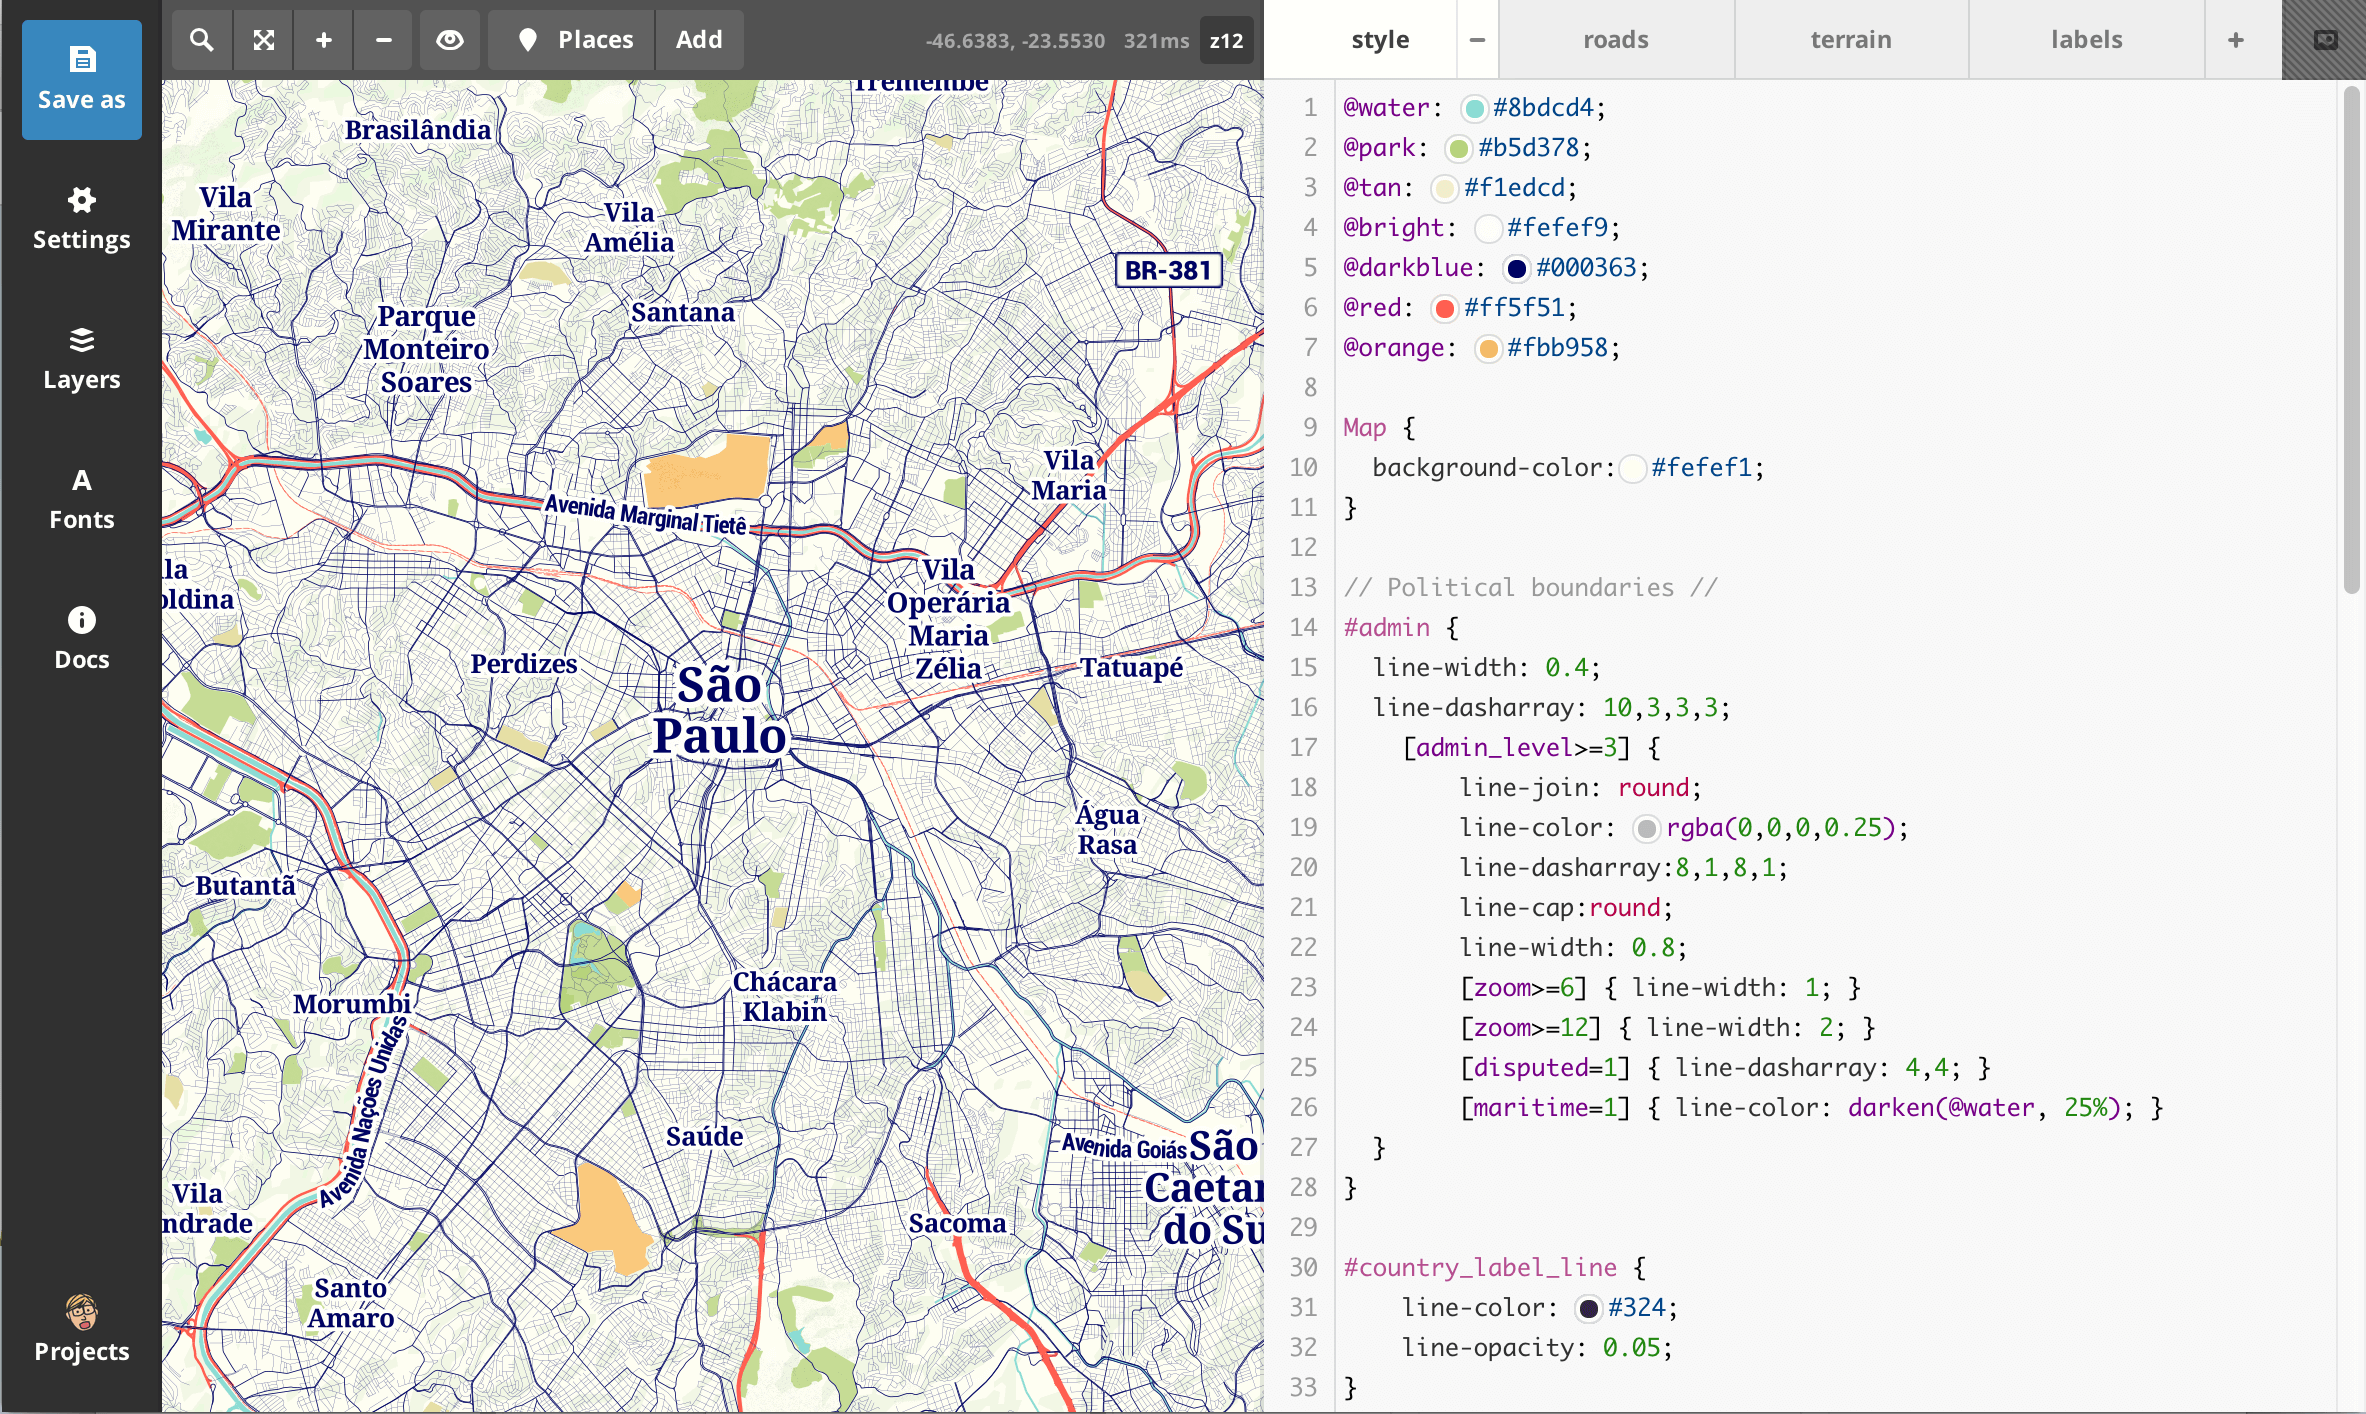 Save as
Settings
Layers
A
Fonts
Docs
Projects
Places
Add
-46.6383, -23.5530
321ms
z12
Tremembé
Brasilândia
Vila
Mirante
Vila
Amélia
BR-381
Santana
Parque
Monteiro
Soares
Vila
Maria
Avenida Marginal Tietê
la
oldina
Vila
Operária
Maria
Zélia
Perdizes
São
Paulo
Tatuapé
Água
Rasa
Butantã
Chácara
Klabin
Morumbi
Avenida Nações Unidas
Saúde
Avenida Goiás
São
Caetan
do Su
Vila
ndrade
Sacoma
Santo
Amaro
style
roads
terrain
labels
1 @water: #8bdcd4;
2 @park: #b5d378;
3 @tan: #f1edcd;
4 @bright: #fefef9;
5 @darkblue: #000363;
6 @red: #ff5f51;
7 @orange: #fbb958;
8
9 Map {
10 background-color: #fefef1;
11 }
12
13 // Political boundaries //
14 #admin {
15 line-width: 0.4;
16 line-dasharray: 10,3,3,3;
17 [admin_level>=3] {
18 line-join: round;
19 line-color: rgba(0,0,0,0.25);
20 line-dasharray:8,1,8,1;
21 line-cap:round;
22 line-width: 0.8;
23 [zoom>=6] { line-width: 1; }
24 [zoom>=12] { line-width: 2; }
25 [disputed=1] { line-dasharray: 4,4; }
26 [maritime=1] { line-color: darken(@water, 25%); }
27 }
28 }
29
30 #country_label_line {
31 line-color: #324;
32 line-opacity: 0.05;
33 }